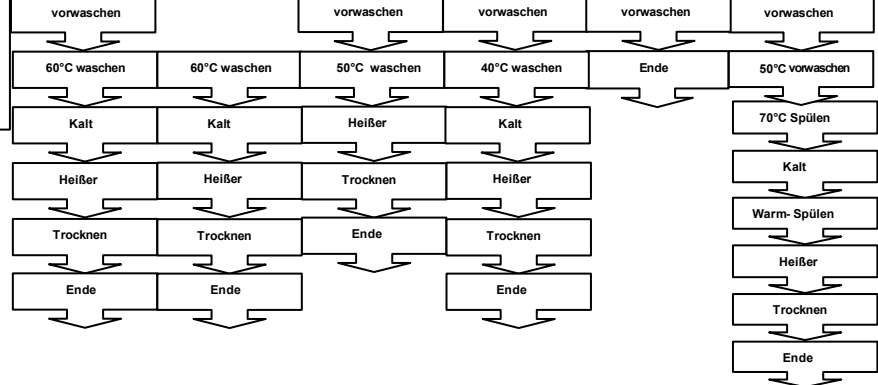 vorwaschen vorwaschen vorwaschen vorwaschen vorwaschen
60°C waschen 60°C waschen 50°C waschen 40°C waschen Ende 50°C vorwaschen
Kalt Kalt Heißer Kalt 70°C Spülen
Heißer Heißer Trocknen Heißer Kalt
Trocknen Trocknen Ende Trocknen Warm- Spülen
Ende Ende Ende Heißer
Trocknen
Ende